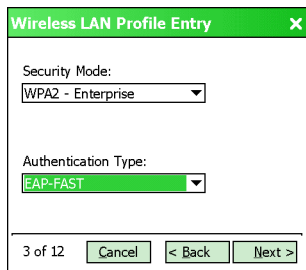 Wireless LAN Profile Entry
Security Mode:
WPA2 - Enterprise
Authentication Type:
EAP-FAST
3 of 12 Cancel < Back Next >